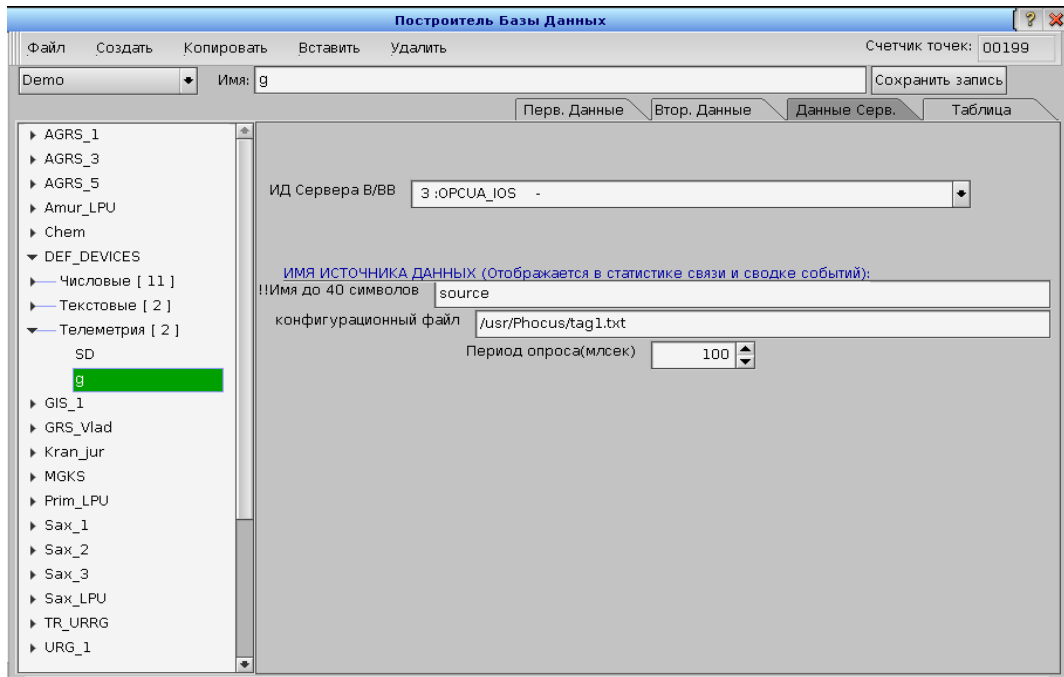 Построитель Базы Данных
Файл Создать Копировать Вставить Удалить Счетчик точек: 00199
Demo Имя: g Сохранить запись
Перв. Данные Втор. Данные Данные Серв. Таблица
AGRS_1
AGRS_3
AGRS_5
Amur_LPU
Chem
DEF_DEVICES
Числовые [ 11 ]
Текстовые [ 2 ]
Телеметрия [ 2 ]
SD
g
GIS_1
GRS_Vlad
Kran_jur
MGKS
Prim_LPU
Sax_1
Sax_2
Sax_3
Sax_LPU
TR_URRG
URG_1
ИД Сервера В/ВВ 3 :OPCUA_IOS -
ИМЯ ИСТОЧНИКА ДАННЫХ (Отображается в статистике связи и сводке событий):
!!Имя до 40 символов source
конфигурационный файл /usr/Phocus/tag1.txt
Период опроса(млсек) 100